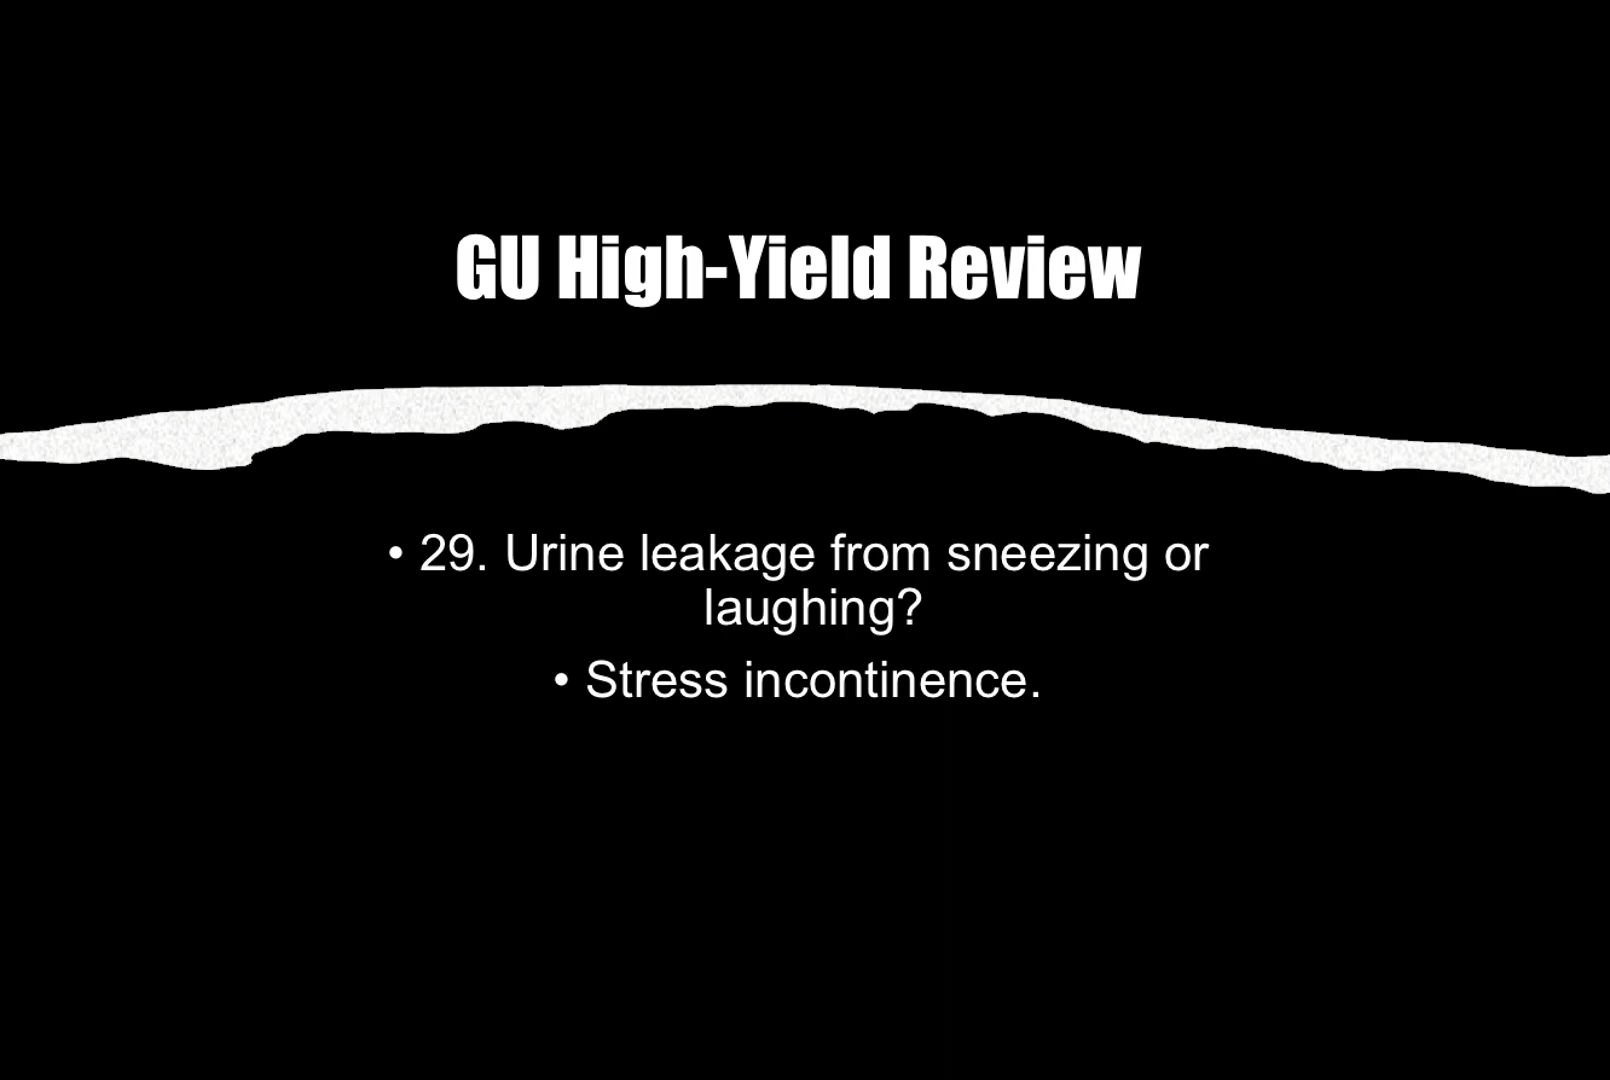 GU High-Yield Review
• 29. Urine leakage from sneezing or
laughing?
• Stress incontinence.